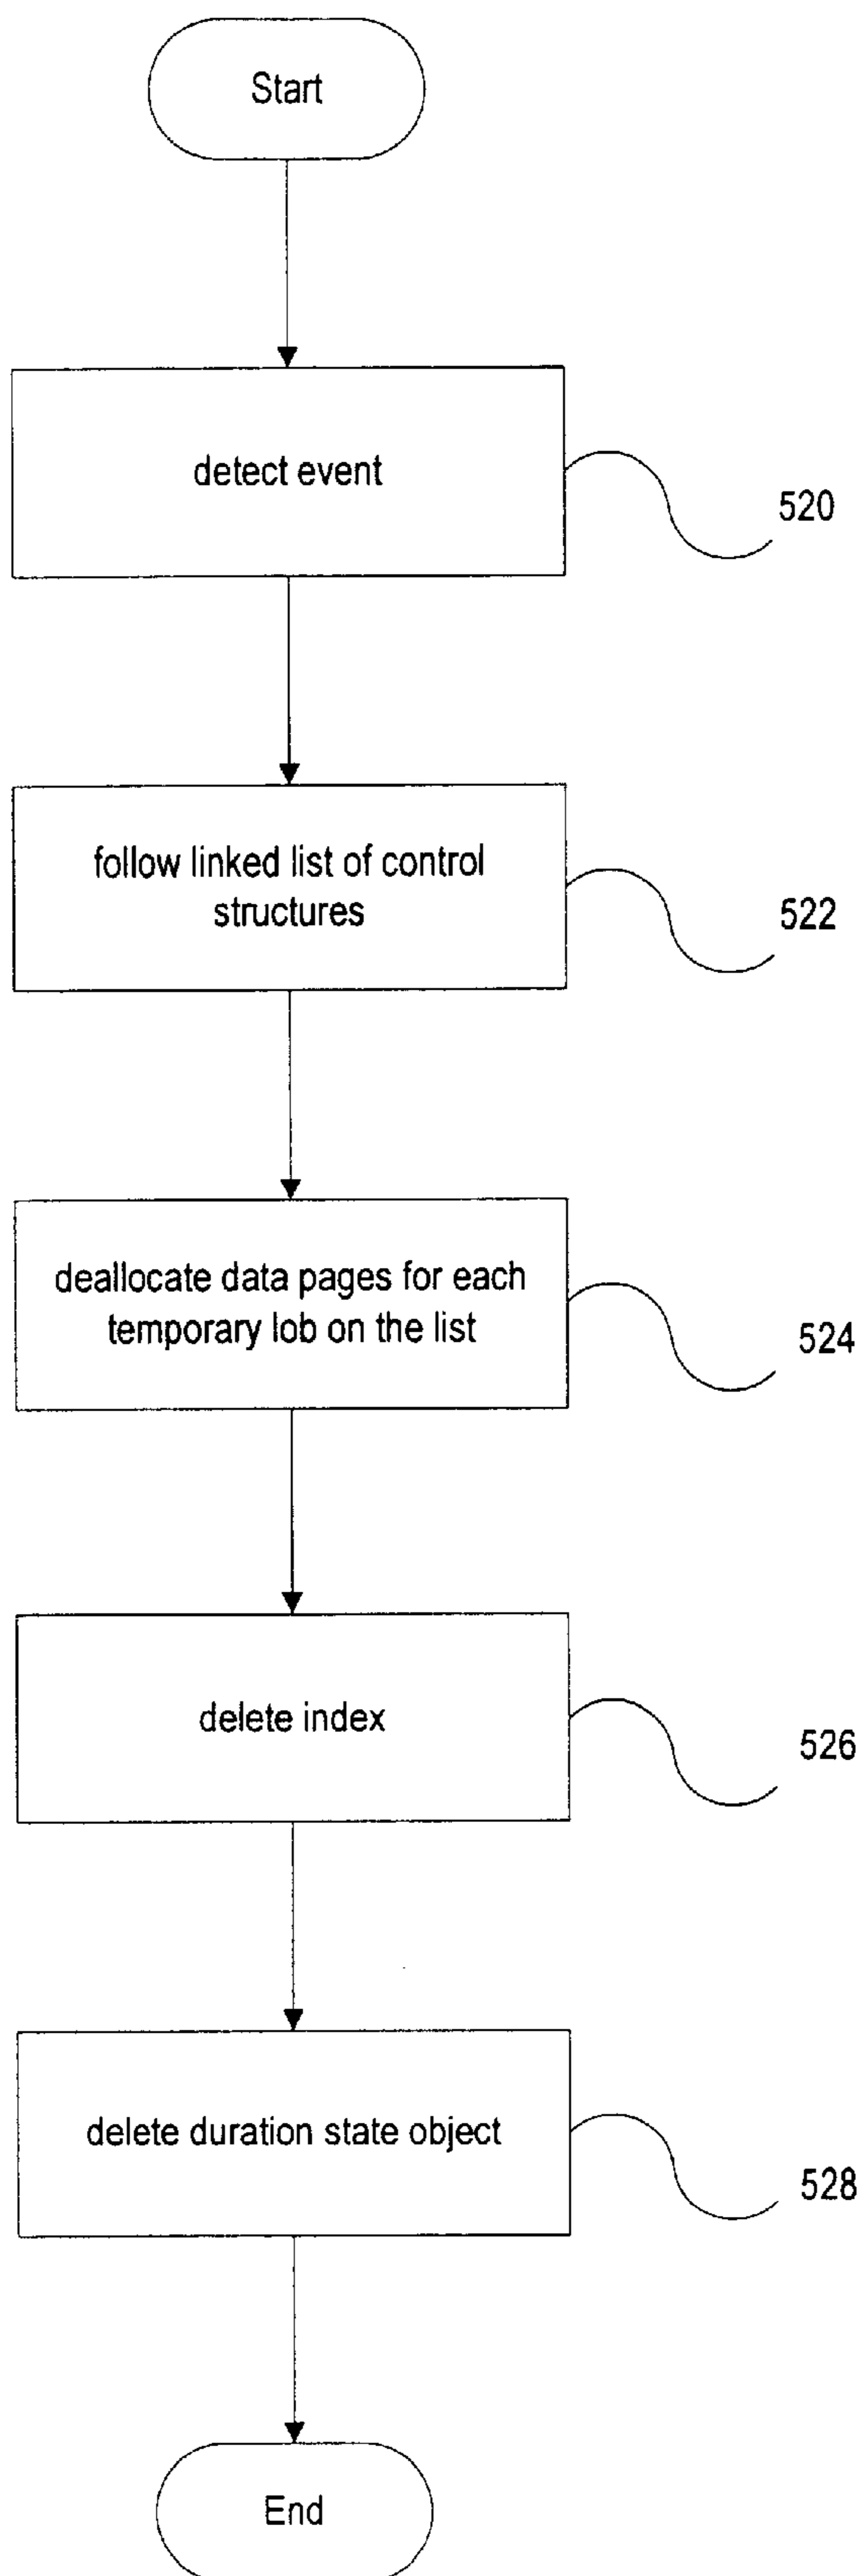 Start
detect event
520
follow linked list of control
structures
522
deallocate data pages for each
temporary lob on the list
524
delete index
526
delete duration state object
528
End